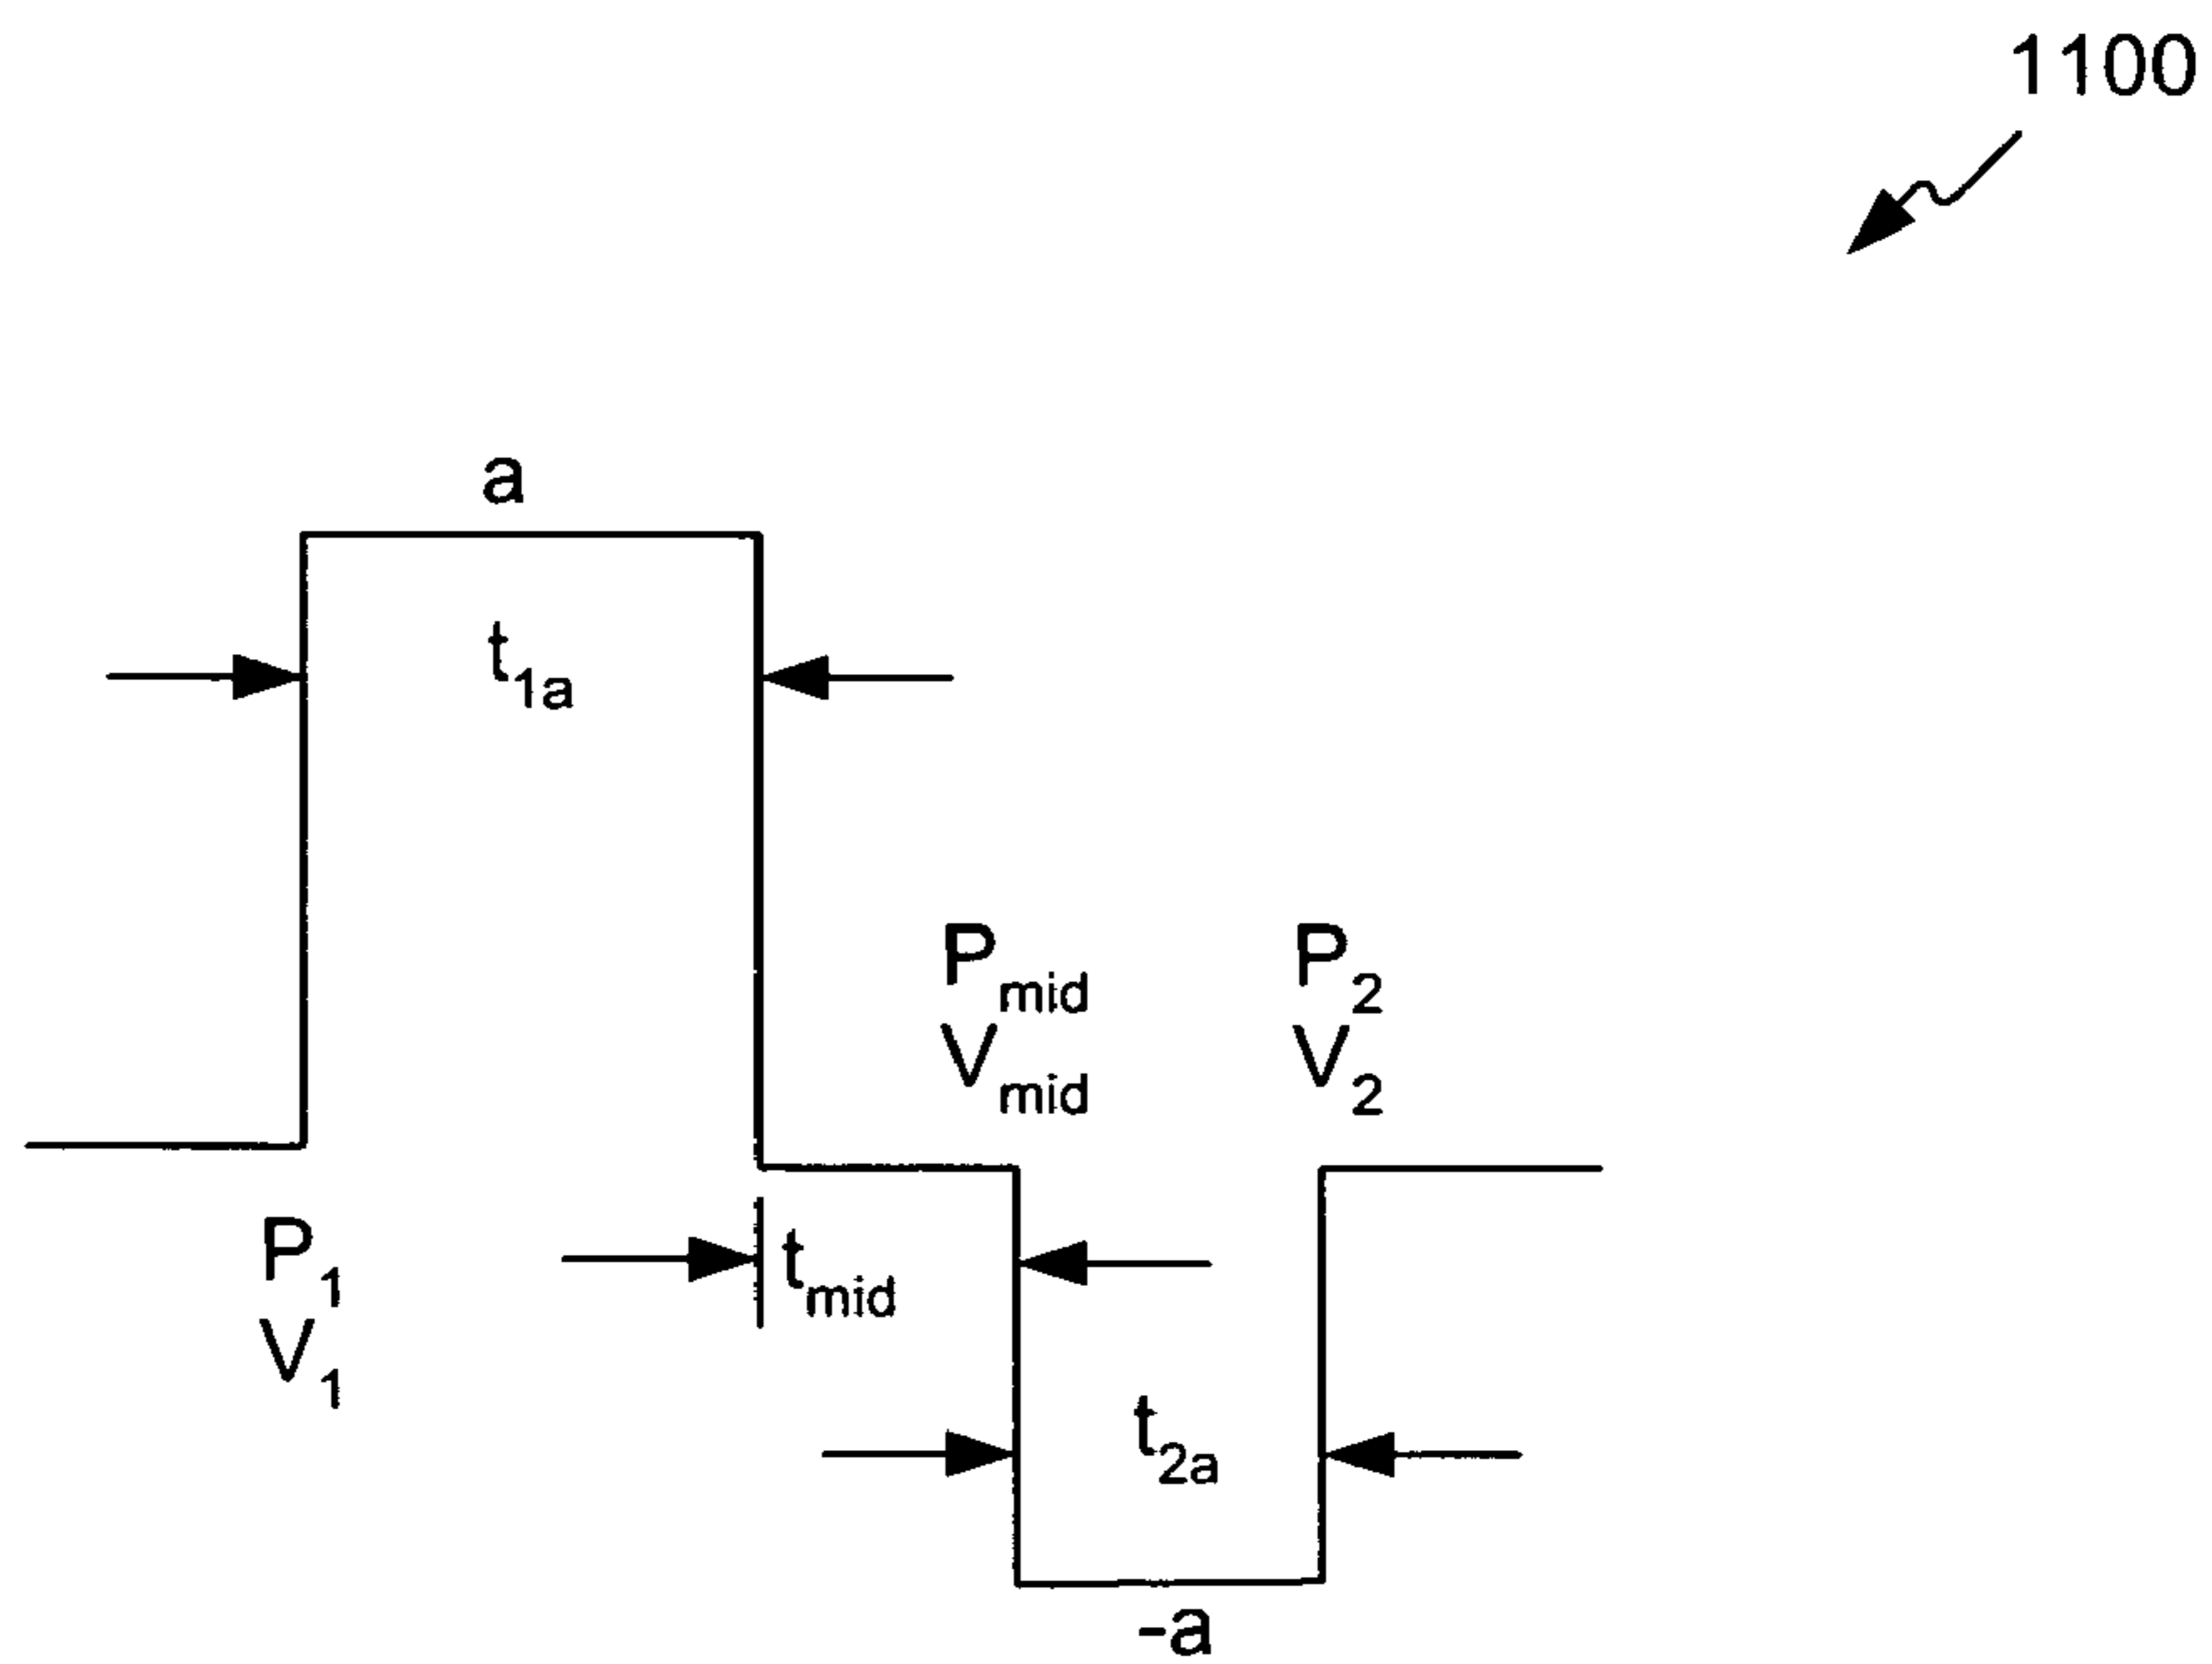 1100
a
t1a
Pmid
Vmid
P2
V2
P1
V1
tmid
t2a
-a